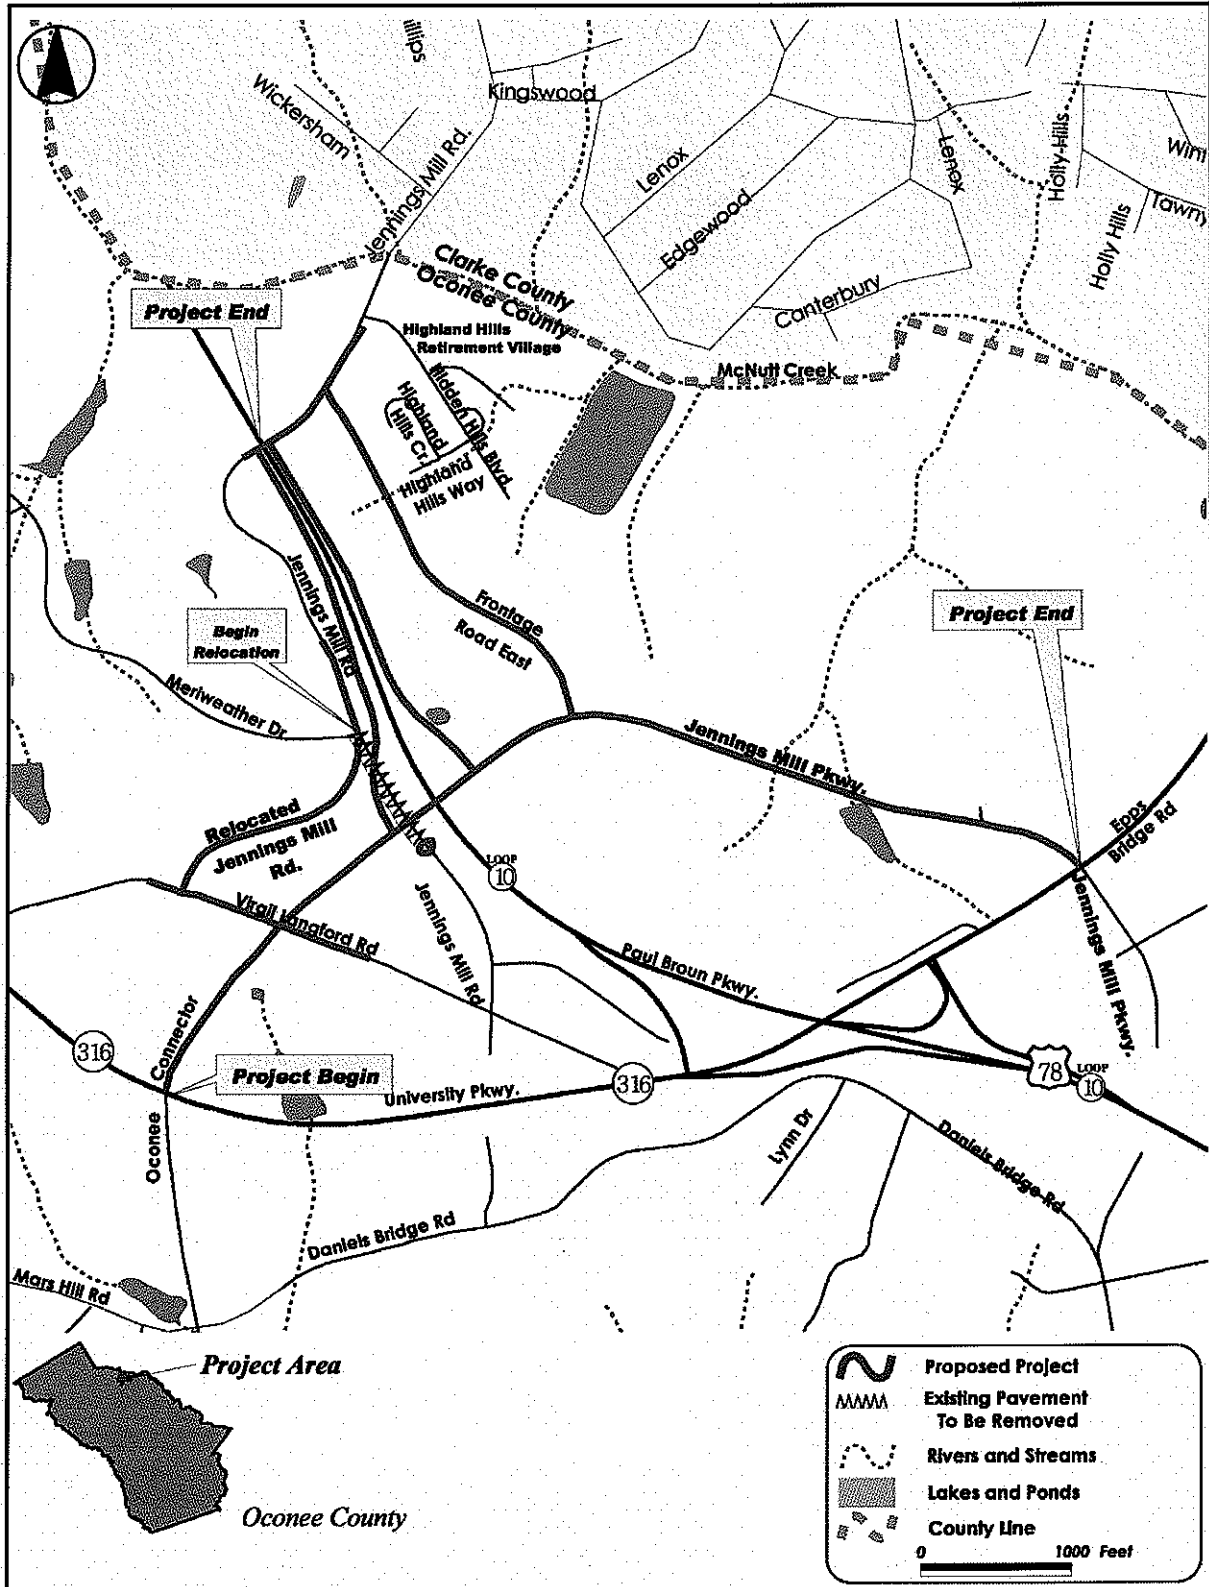 Wickersham
Kingswood
Jennings Mill Rd.
Lenox
Edgewood
Lenox
Holly Hills
Holly Hills
Tawny
Canterbury
Clarke County
Oconee County
McNutt Creek
Project End
Highland Hills
Retirement Village
Hidden Hills Blvd.
Highland
Hills Cr.
Highland
Hills Way
Jennings Mill Rd
Frontage
Road East
Begin
Relocation
Project End
Meriweather Dr
Jennings Mill Pkwy.
Relocated
Jennings Mill
Rd.
Epps
Bridge Rd
LOOP
10
Virgil Langford Rd
Jennings Mill Rd
Paul Broun Pkwy.
Jennings Mill Pkwy.
Connector
316
Project Begin
University Pkwy.
316
78
LOOP
10
Oconee
Lynn Dr
Daniels Bridge Rd
Daniels Bridge Rd
Mars Hill Rd
Project Area
Oconee County
Proposed Project
Existing Pavement
To Be Removed
Rivers and Streams
Lakes and Ponds
County Line
0 1000 Feet